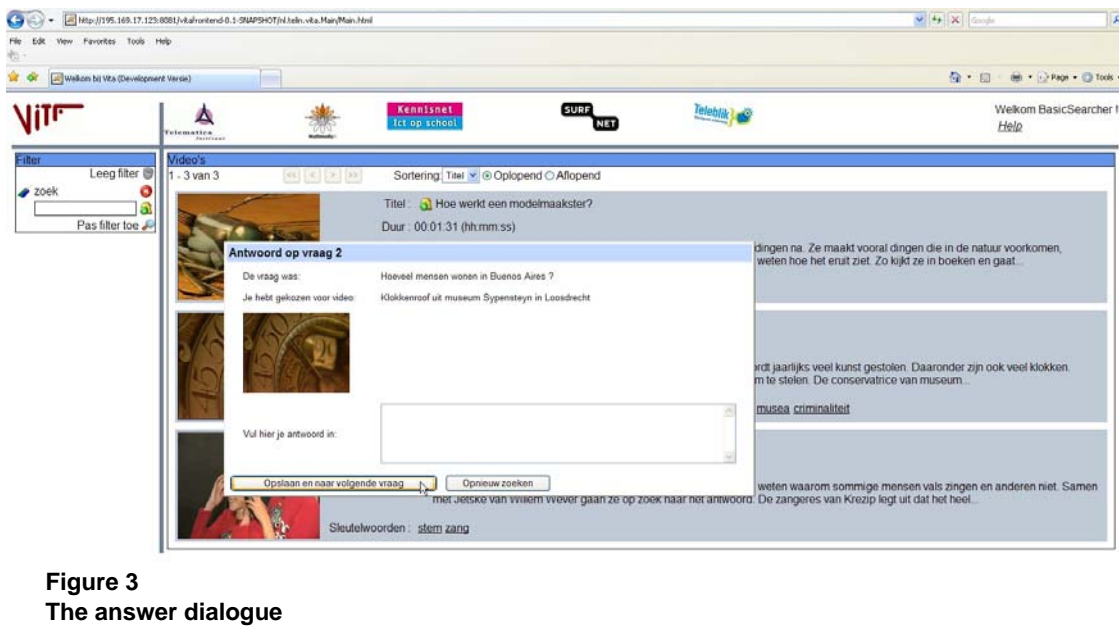 http://195.169.17.123:8081/vitafrontend-0.1-SNAPSHOT/nl.telin.vita.Main/Main.html
Google
File Edit View Favorites Tools Help
Welkom bij Vita (Development Versie)
Page Tools
ViTA
Telematica
Instituut
Kennisnet
Ict op school
SURF
NET
Teleblik
Welkom BasicSearcher
Help
Filter
Leeg filter
zoek
Pas filter toe
Video's
1 - 3 van 3 << < > >> Sortering: Titel Oplopend Aflopend
Titel : Hoe werkt een modelmaakster?
Duur : 00:01:31 (hh:mm:ss)
dingen na. Ze maakt vooral dingen die in de natuur voorkomen,
weten hoe het eruit ziet. Zo kijkt ze in boeken en gaat...
Antwoord op vraag 2
De vraag was: Hoeveel mensen wonen in Buenos Aires ?
Je hebt gekozen voor video: Klokkenroof uit museum Sypensteyn in Loosdrecht
Vul hier je antwoord in:
Opslaan en naar volgende vraag Opnieuw zoeken
rdt jaarlijks veel kunst gestolen. Daaronder zijn ook veel klokken.
m te stelen. De conservatrice van museum...
musea criminaliteit
weten waarom sommige mensen vals zingen en anderen niet. Samen
met Jetske van Willem Wever gaan ze op zoek naar het antwoord. De zangeres van Krezip legt uit dat het heel...
Sleutelwoorden : stem zang
Figure 3
The answer dialogue